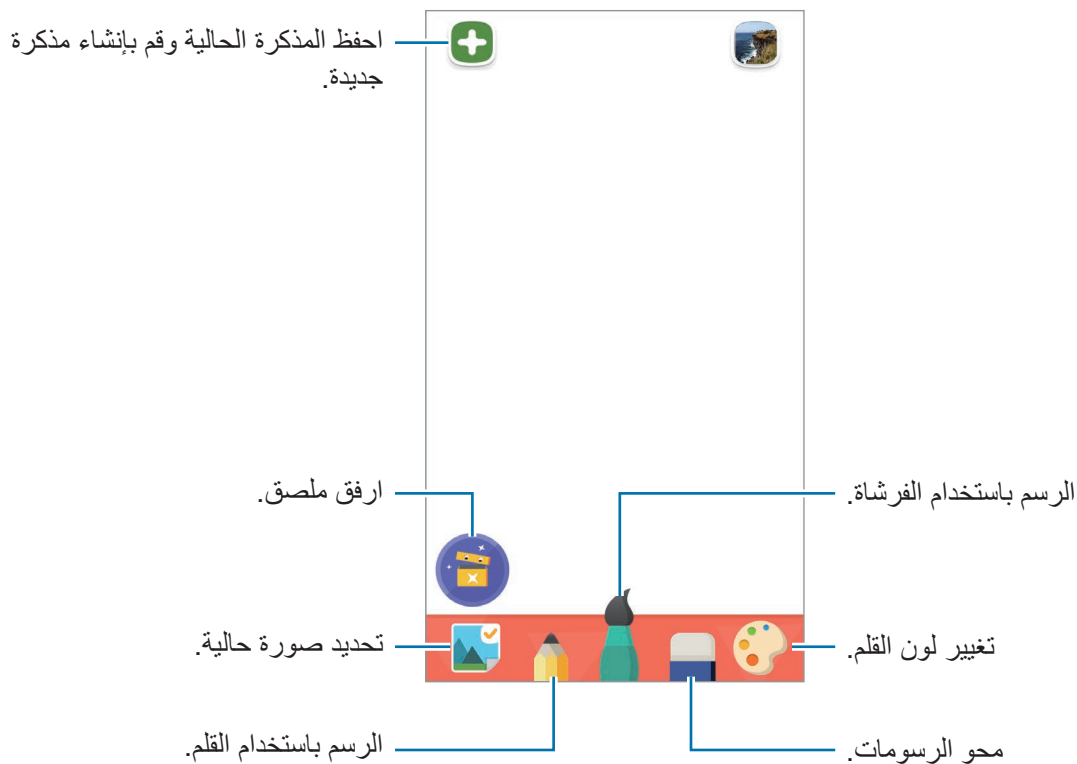 احفظ المذكرة الحالية وقم بإنشاء مذكرة
جديدة.
ارفق ملصق.
الرسم باستخدام الفرشاة.
تحديد صورة حالية.
تغيير لون القلم.
الرسم باستخدام القلم.
محو الرسومات.